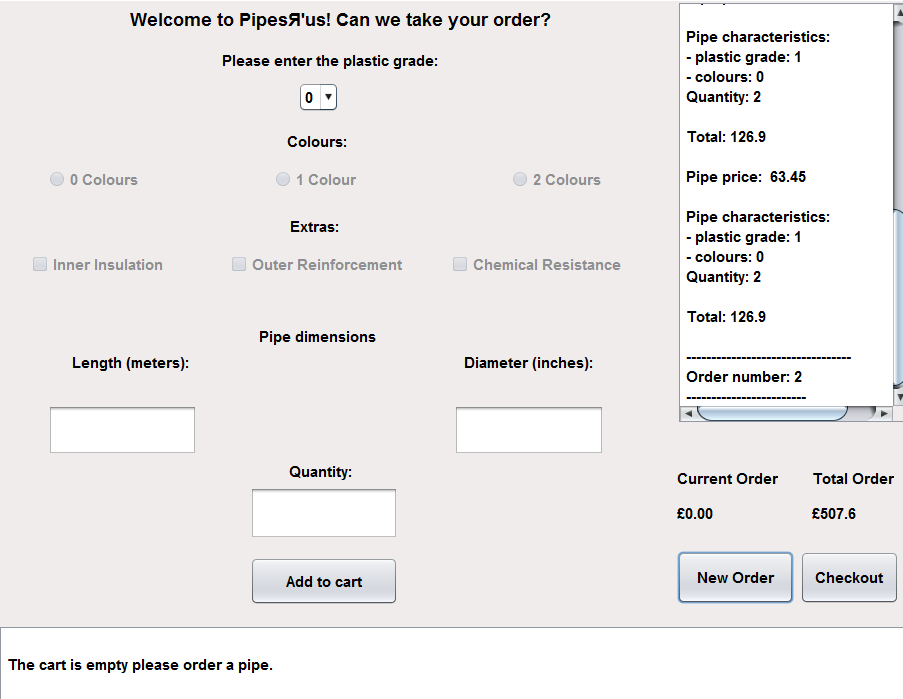 Welcome to PipesЯ'us! Can we take your order?
Please enter the plastic grade:
0
Colours:
0 Colours 1 Colour 2 Colours
Extras:
Inner Insulation Outer Reinforcement Chemical Resistance
Pipe dimensions
Length (meters): Diameter (inches):
Quantity:
Add to cart
Pipe characteristics:
- plastic grade: 1
- colours: 0
Quantity: 2
Total: 126.9
Pipe price: 63.45
Pipe characteristics:
- plastic grade: 1
- colours: 0
Quantity: 2
Total: 126.9
---------------------------------
Order number: 2
------------------------
Current Order Total Order
£0.00 £507.6
New Order Checkout
The cart is empty please order a pipe.